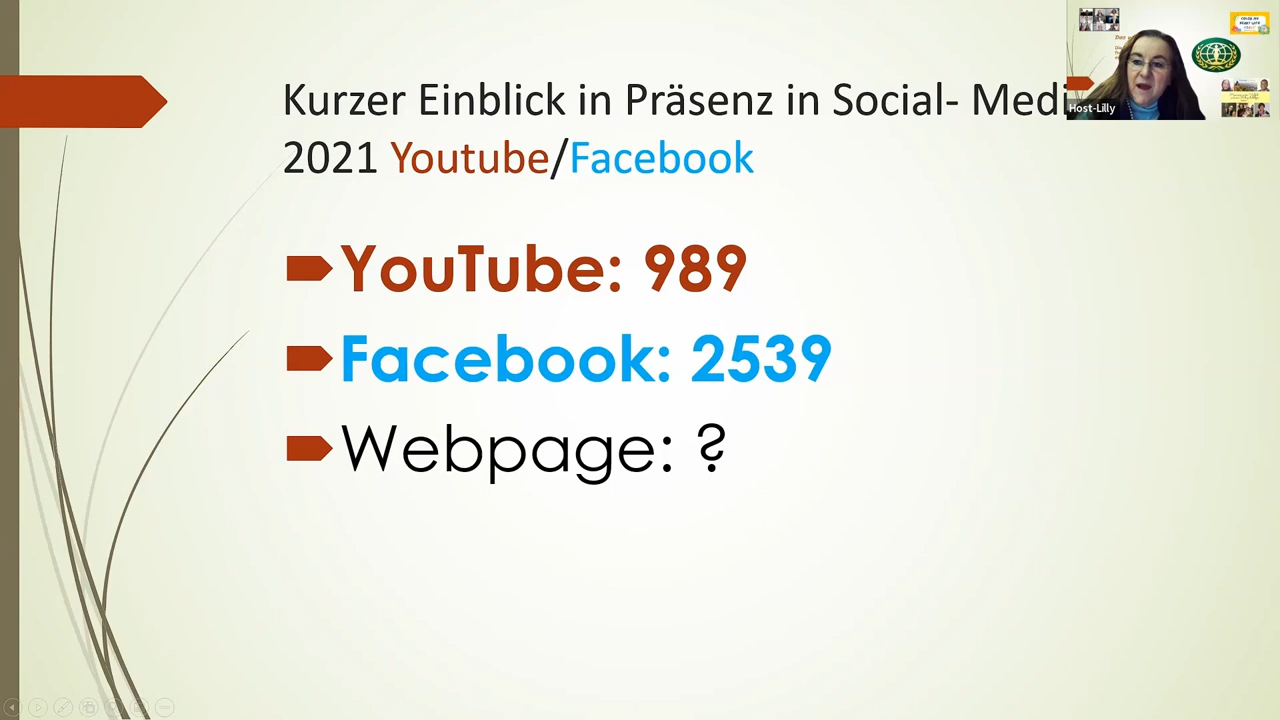 Kurzer Einblick in Präsenz in Social- Medi
2021 Youtube/Facebook
YouTube: 989
Facebook: 2539
Webpage: ?
Host-Lilly